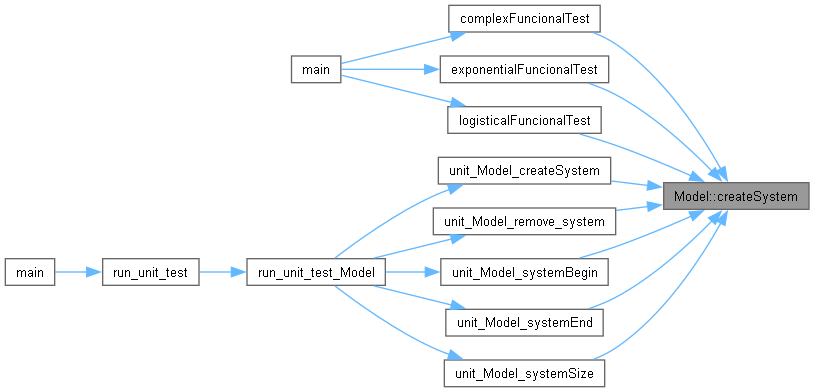 complexFuncionalTest
main
exponentialFuncionalTest
logisticalFuncionalTest
unit_Model_createSystem
Model::createSystem
unit_Model_remove_system
main
run_unit_test
run_unit_test_Model
unit_Model_systemBegin
unit_Model_systemEnd
unit_Model_systemSize